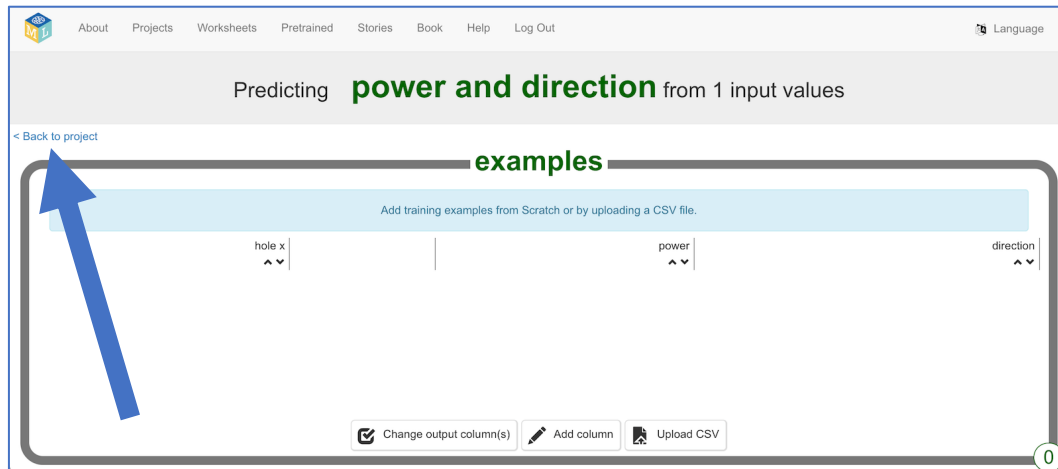 ML About Projects Worksheets Pretrained Stories Book Help Log Out Language
Predicting power and direction from 1 input values
< Back to project
examples
Add training examples from Scratch or by uploading a CSV file.
hole x power direction
Change output column(s) Add column Upload CSV
0